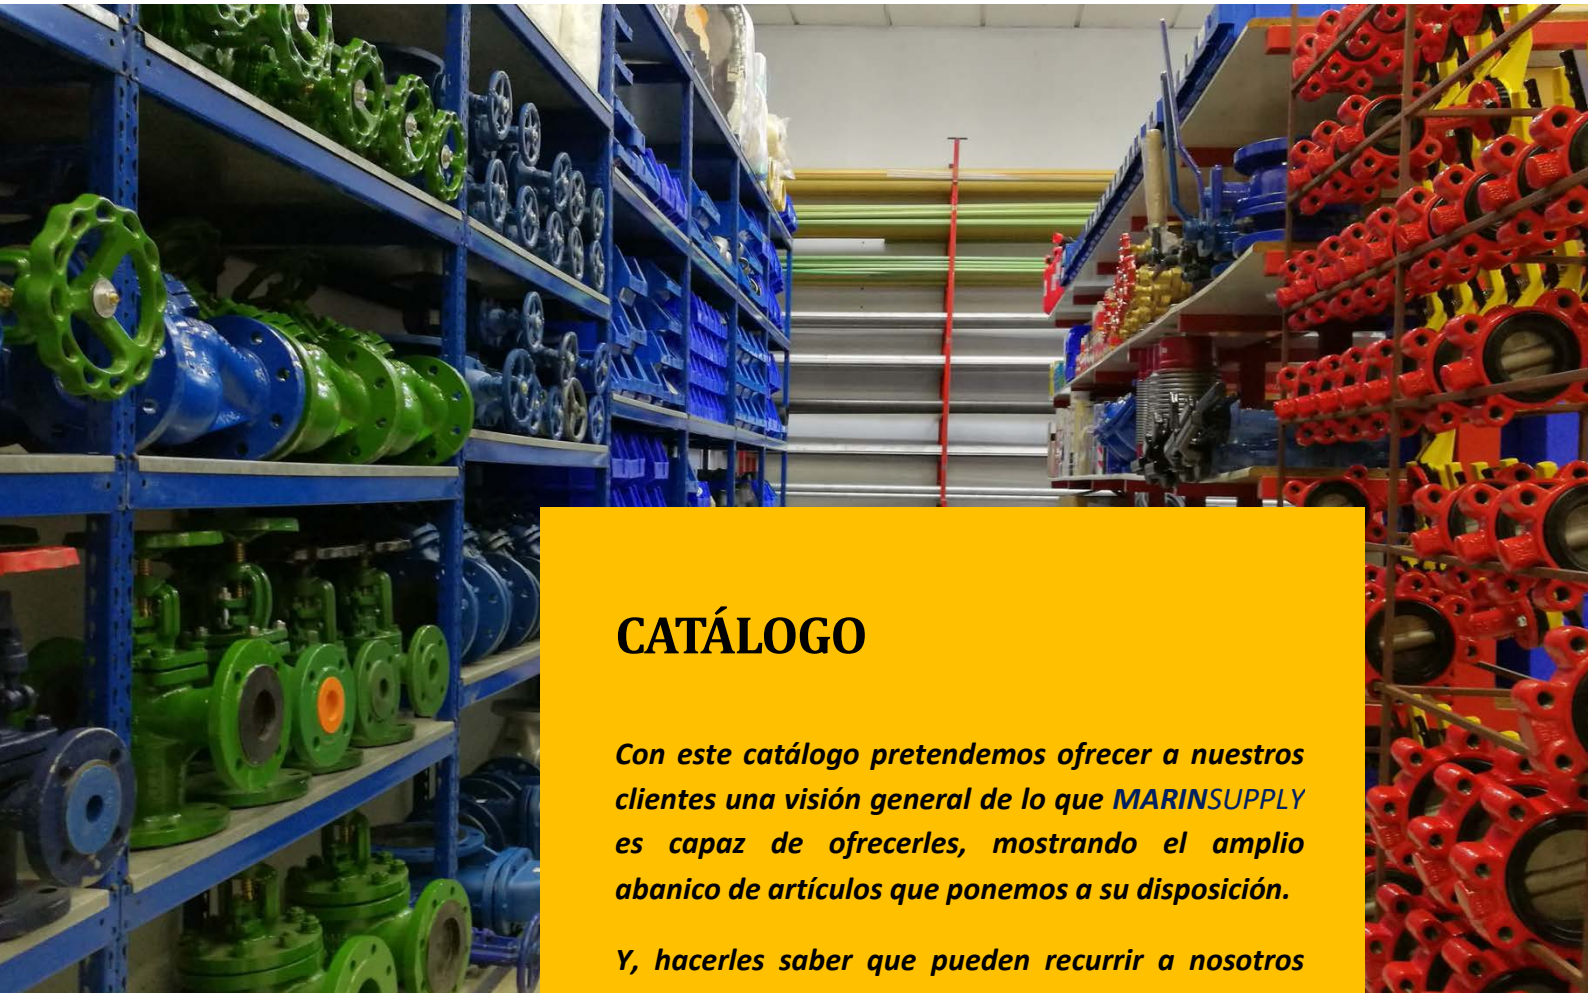 CATÁLOGO
Con este catálogo pretendemos ofrecer a nuestros
clientes una visión general de lo que MARINSUPPLY
es capaz de ofrecerles, mostrando el amplio
abanico de artículos que ponemos a su disposición.
Y, hacerles saber que pueden recurrir a nosotros